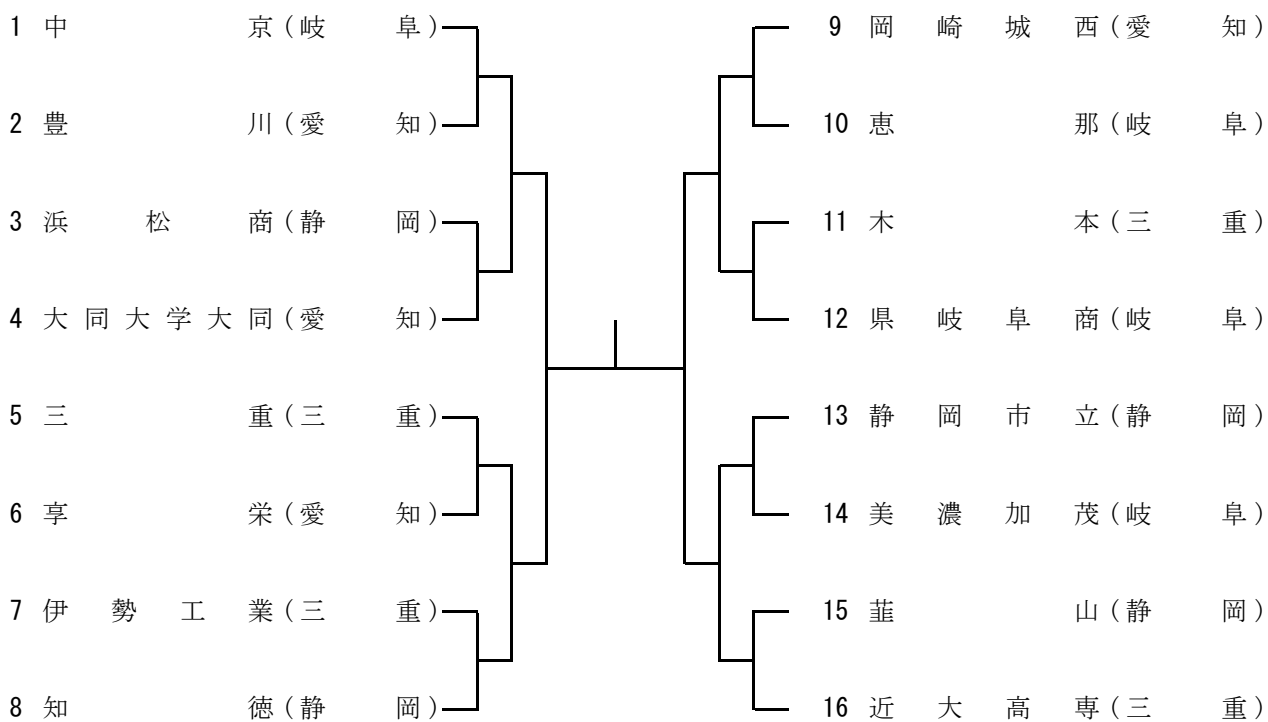 1 中京(岐阜)
2 豊川(愛知)
3 浜松商(静岡)
4 大同大学大同(愛知)
5 三重(三重)
6 享栄(愛知)
7 伊勢工業(三重)
8 知徳(静岡)
9 岡崎城西(愛知)
10 恵那(岐阜)
11 木本(三重)
12 県岐阜商(岐阜)
13 静岡市立(静岡)
14 美濃加茂(岐阜)
15 韮山(静岡)
16 近大高専(三重)